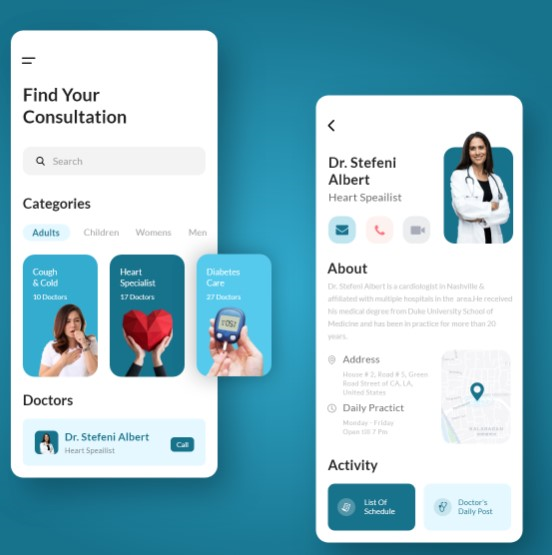 Find Your
Consultation
Search
Categories
Adults Children Womens Men
Cough
& Cold
10 Doctors
Heart
Specialist
17 Doctors
Diabetes
Care
27 Doctors
Doctors
Dr. Stefeni Albert
Heart Speaílist
Call
Dr. Stefeni
Albert
Heart Speailist
About
Dr. Stefeni Albert is a cardiologist in Nashville &
affiliated with multiple hospitals in the area.He received
his medical degree from Duke University School of
Medicine and has been in practice for more than 20
years.
Address
House # 2, Road # 5, Green
Road Street of CA, LA,
United States
Daily Practict
Monday - Friday
Open till 7 Pm
Activity
List Of
Schedule
Doctor's
Daily Post